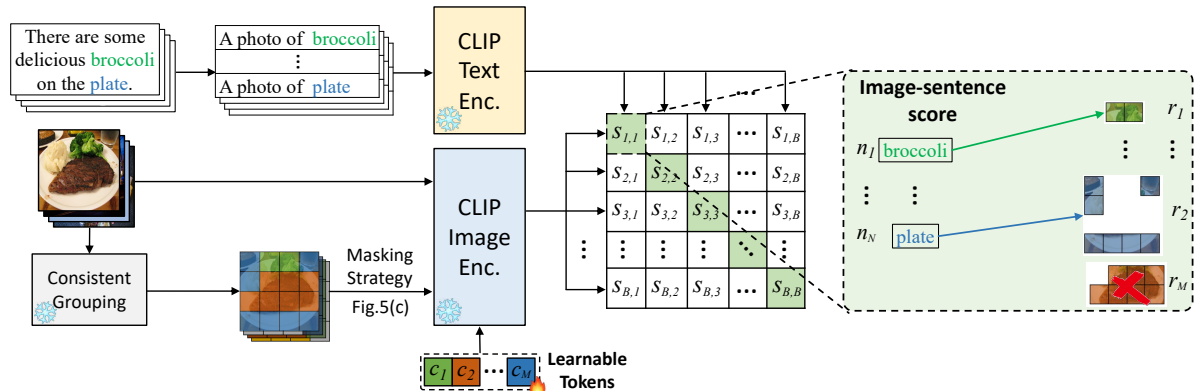 There are some
delicious broccoli
on the plate.
A photo of broccoli
⋮
A photo of plate
CLIP
Text
Enc.
CLIP
Image
Enc.
Consistent
Grouping
Masking
Strategy
Fig.5(c)
c1 c2 ··· cM
Learnable
Tokens
...
S1,1 S1,2 S1,3 ··· S1,B
S2,1 S2,2 S2,3 ··· S2,B
S3,1 S3,2 S3,3 ··· S3,B
⋮ ⋮ ⋮ ⋱ ⋮
SB,1 SB,2 SB,3 ··· SB,B
Image-sentence
score
n1 broccoli
⋮ ⋮
nN plate
r1
⋮ ⋮
r2
rM